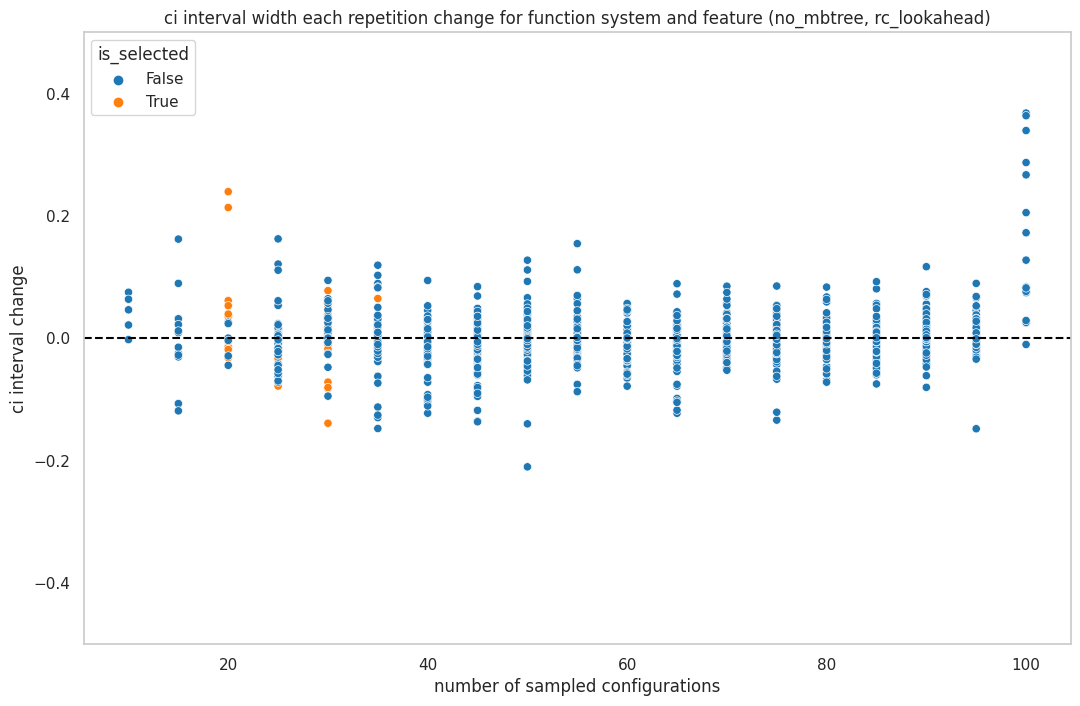 ci interval width each repetition change for function system and feature (no_mbtree, rc_lookahead)
is_selected
False
True
ci interval change
0.4
0.2
0.0
−0.2
−0.4
20 40 60 80 100
number of sampled configurations